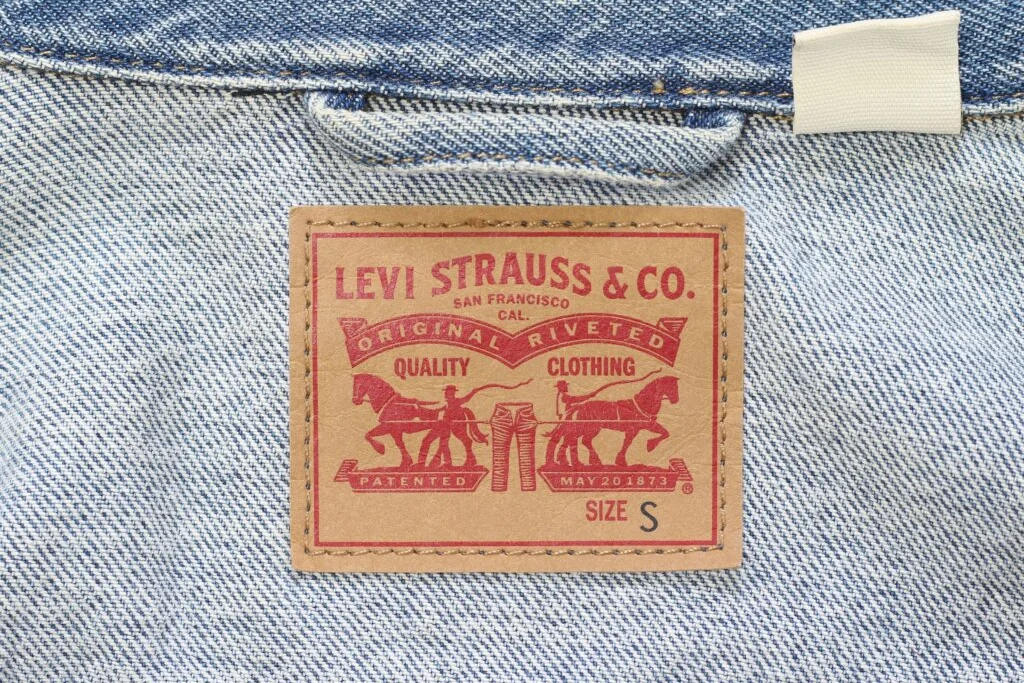 LEVI STRAUSS & CO.
SAN FRANCISCO
CAL.
ORIGINAL RIVETED
QUALITY CLOTHING
PATENTED MAY 20 1873 ®
SIZE S